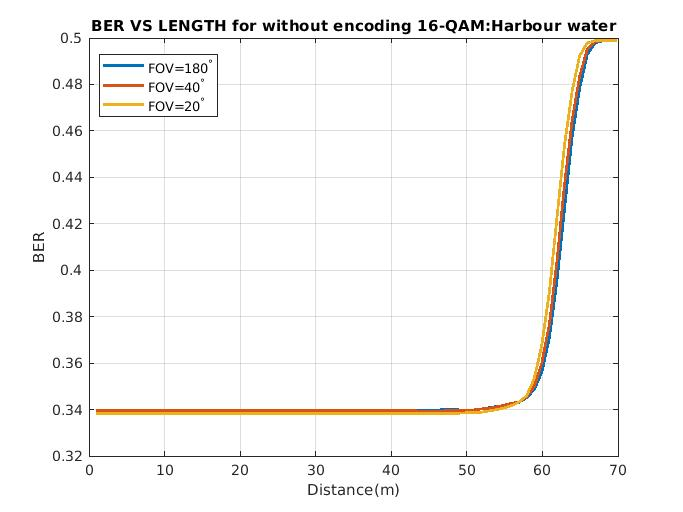 BER VS LENGTH for without encoding 16-QAM:Harbour water
0.5
FOV=180°
FOV=40°
FOV=20°
0.48
0.46
0.44
0.42
0.4
0.38
0.36
0.34
0.32
BER
0 10 20 30 40 50 60 70
Distance(m)